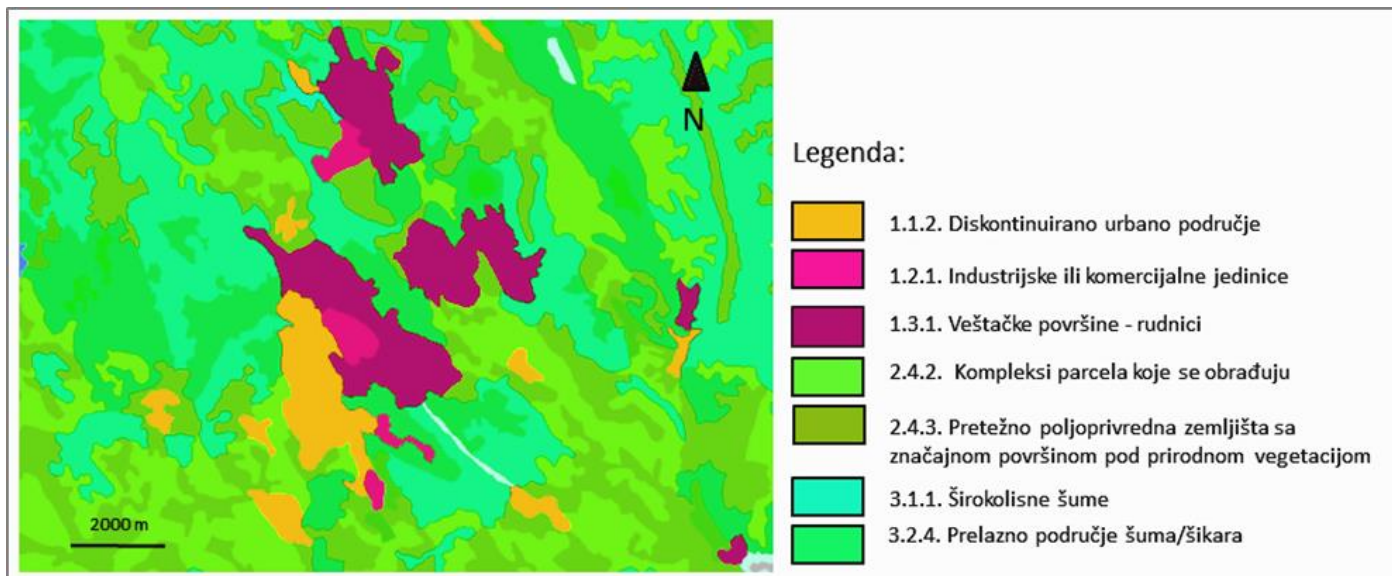 N
2000 m
Legenda:
1.1.2. Diskontinuirano urbano područje
1.2.1. Industrijske ili komercijalne jedinice
1.3.1. Veštačke površine - rudnici
2.4.2. Kompleksi parcela koje se obrađuju
2.4.3. Pretežno poljoprivredna zemljišta sa
značajnom površinom pod prirodnom vegetacijom
3.1.1. Širokolisne šume
3.2.4. Prelazno područje šuma/šikara